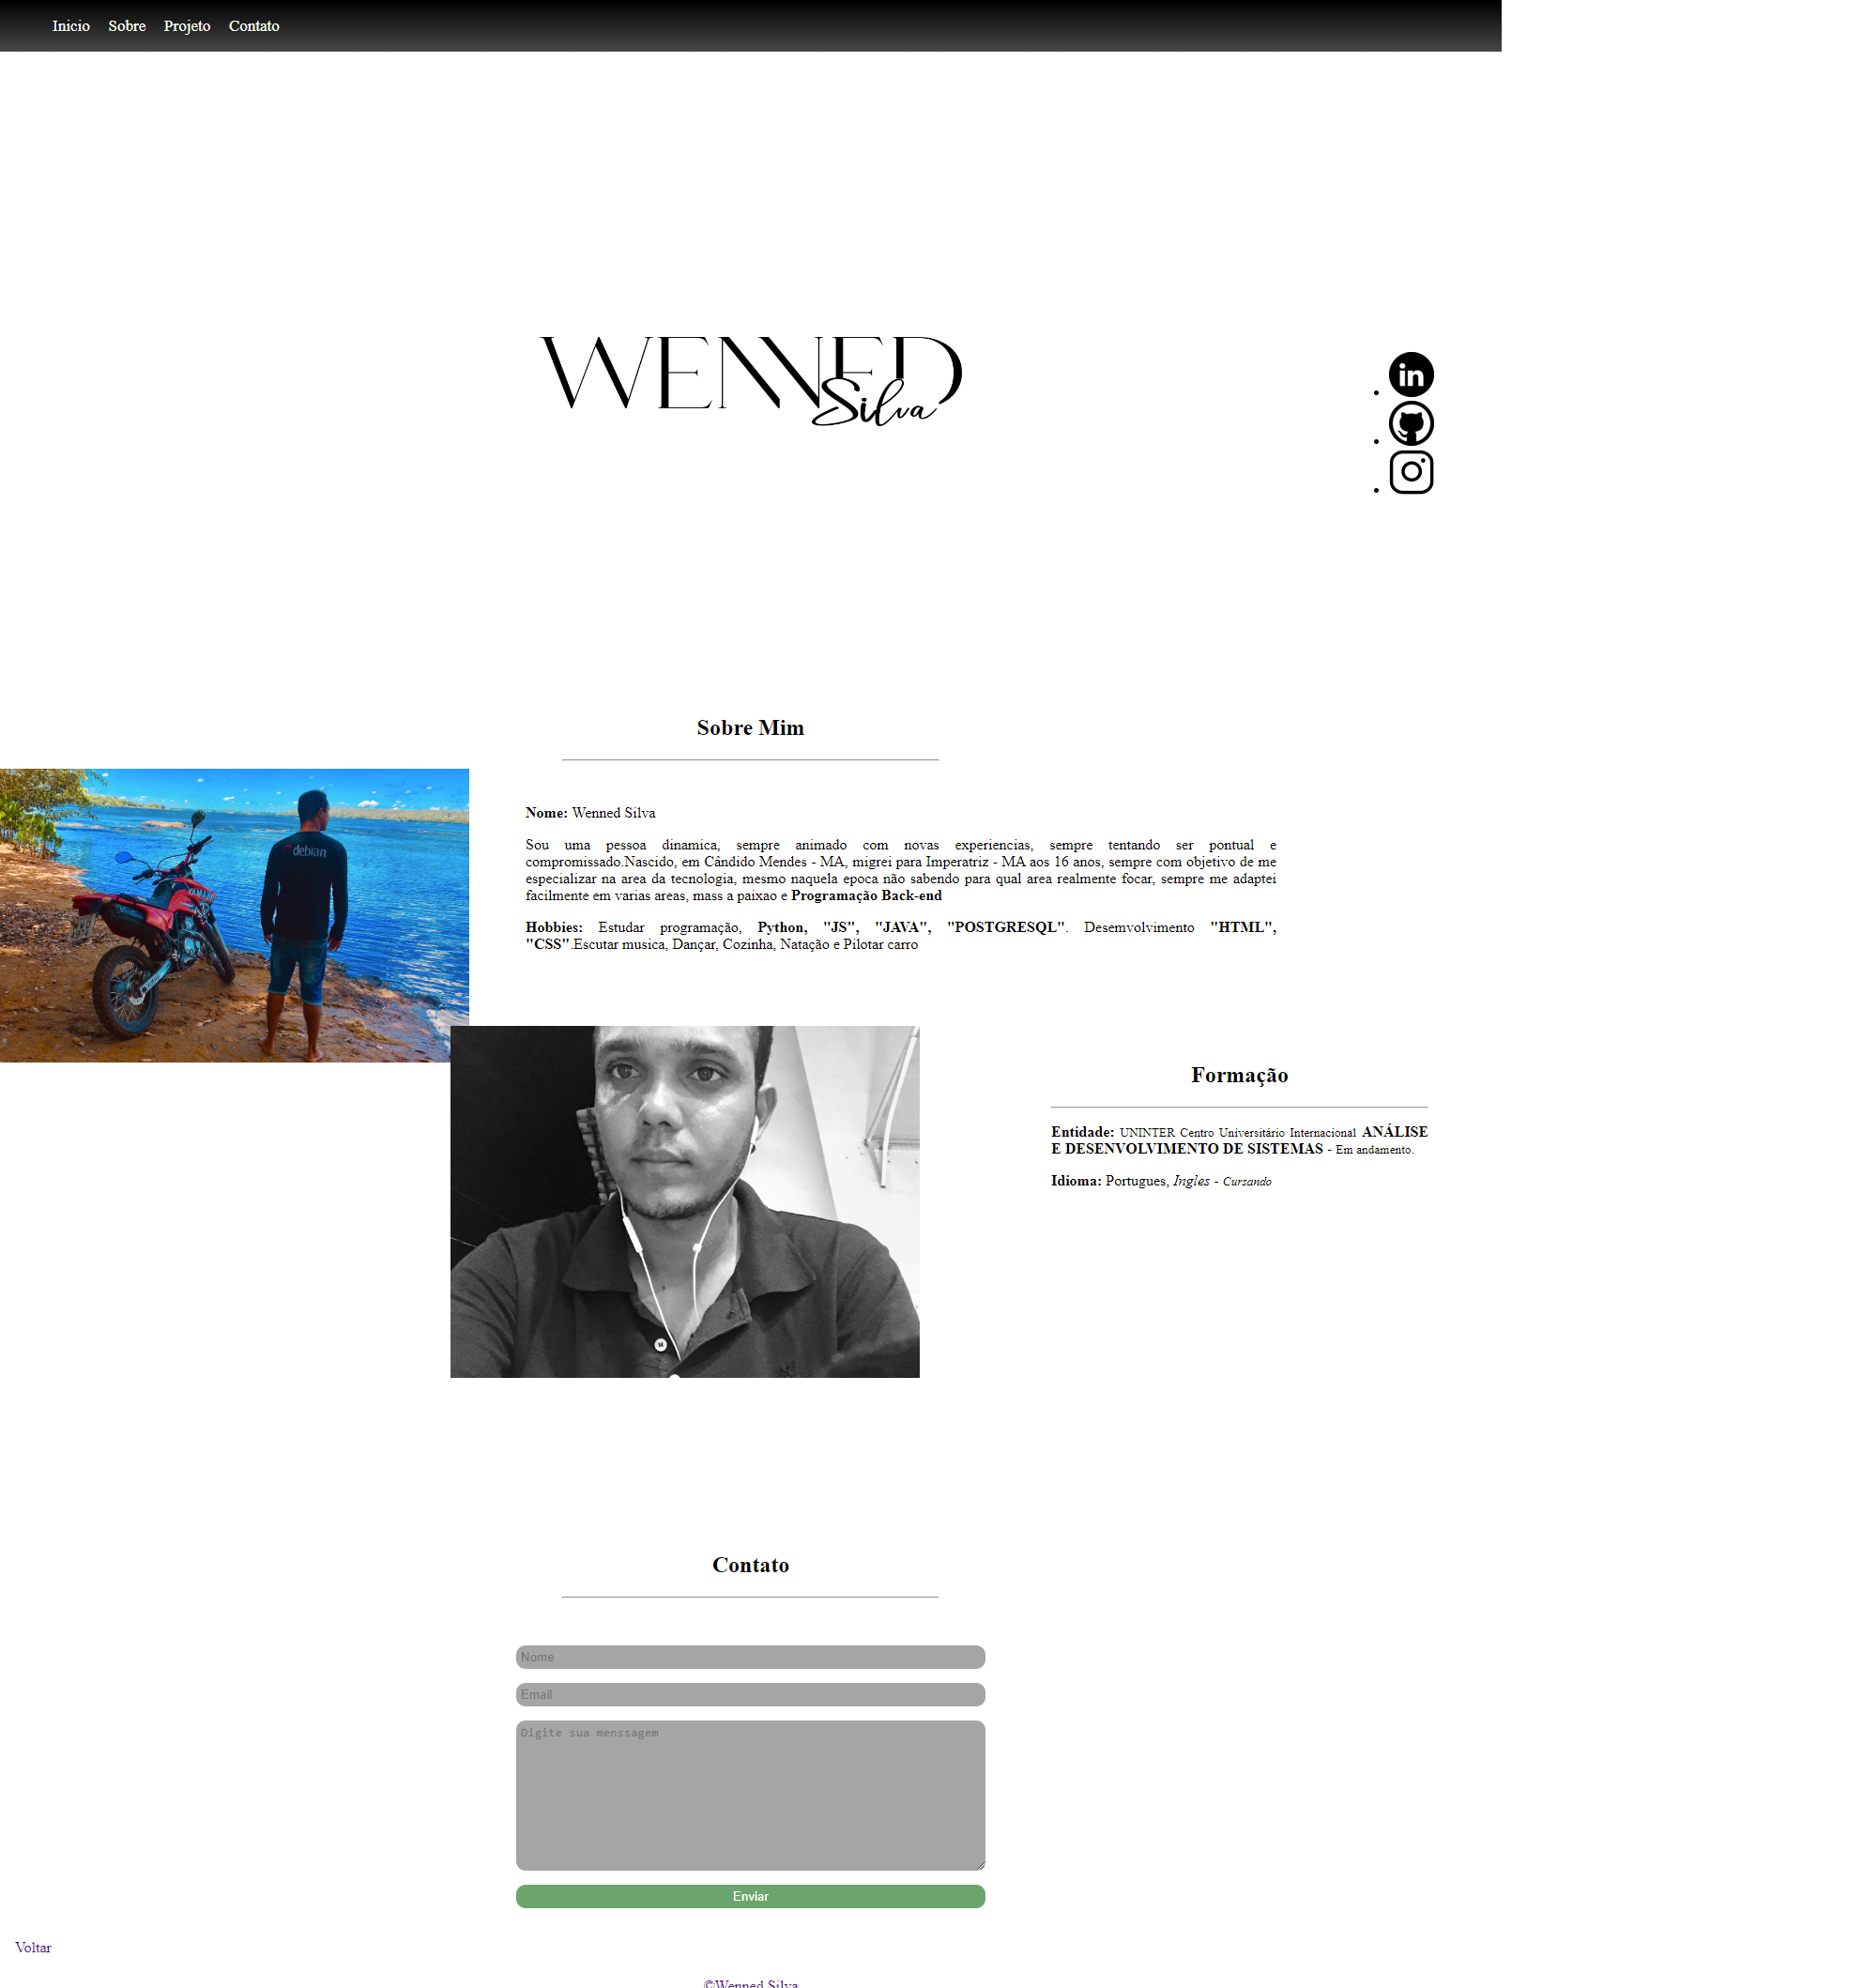 Inicio Sobre Projeto Contato
WENNED
Silva
in
Sobre Mim
debian
YAMAHA
Nome: Wenned Silva
Sou uma pessoa dinamica, sempre animado com novas experiencias, sempre tentando ser pontual e
compromissado.Nascido, em Cândido Mendes - MA, migrei para Imperatriz - MA aos 16 anos, sempre com objetivo de me
especializar na area da tecnologia, mesmo naquela epoca não sabendo para qual area realmente focar, sempre me adaptei
facilmente em varias areas, mass a paixao e Programação Back-end
Hobbies: Estudar programação, Python, "JS", "JAVA", "POSTGRESQL". Desemvolvimento "HTML",
"CSS".Escutar musica, Dançar, Cozinha, Natação e Pilotar carro
Formação
Entidade: UNINTER Centro Universitário Internacional ANÁLISE
E DESENVOLVIMENTO DE SISTEMAS - Em andamento.
Idioma: Portugues, Ingles - Cursando
Contato
Nome
Email
Digite sua menssagem
Enviar
Voltar
©Wenned Silva